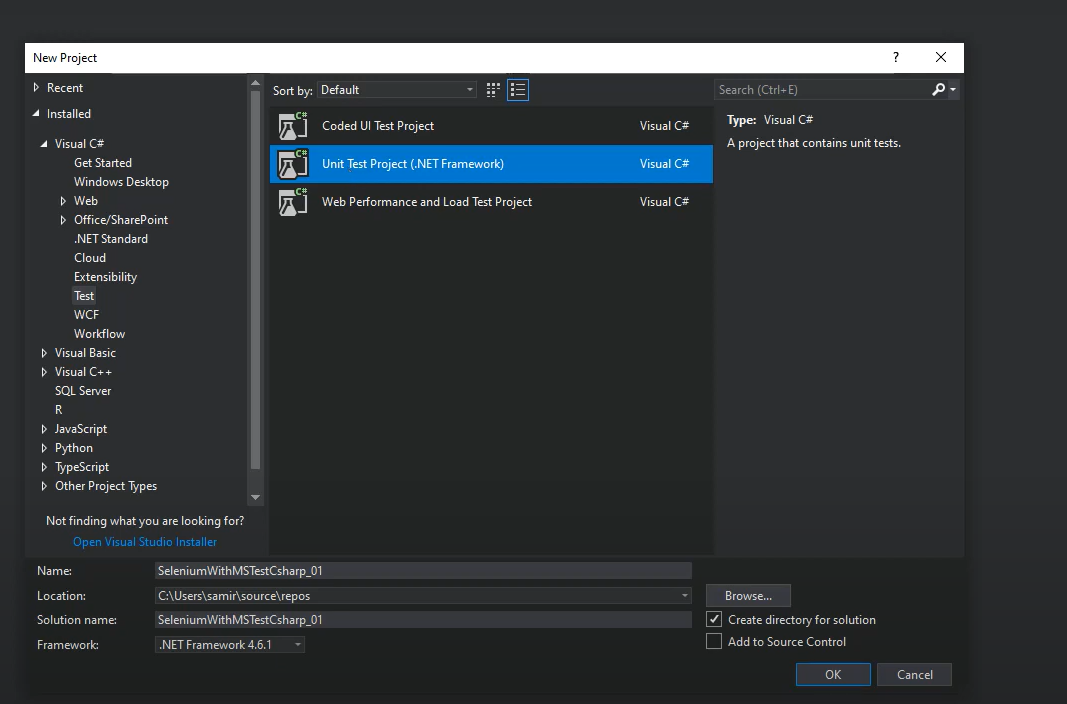 New Project
?
Recent
Installed
Visual C#
Get Started
Windows Desktop
Web
Office/SharePoint
.NET Standard
Cloud
Extensibility
Test
WCF
Workflow
Visual Basic
Visual C++
SQL Server
R
JavaScript
Python
TypeScript
Other Project Types
Not finding what you are looking for?
Open Visual Studio Installer
Sort by: Default
C# Coded UI Test Project Visual C#
C# Unit Test Project (.NET Framework) Visual C#
C# Web Performance and Load Test Project Visual C#
Search (Ctrl+E)
Type: Visual C#
A project that contains unit tests.
Name: SeleniumWithMSTestCsharp_01
Location: C:\Users\samir\source\repos
Browse...
Solution name: SeleniumWithMSTestCsharp_01
Create directory for solution
Framework: .NET Framework 4.6.1
Add to Source Control
OK Cancel